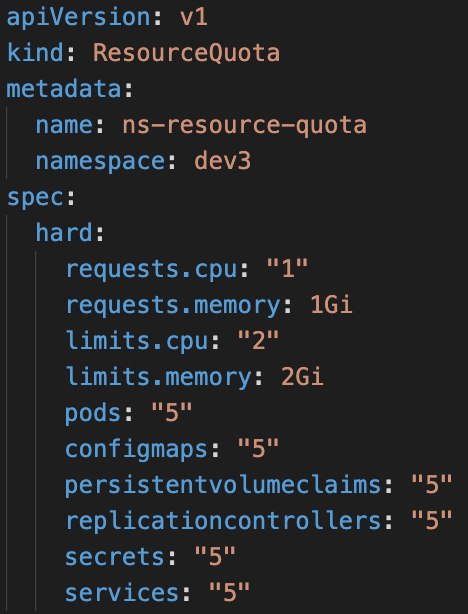 apiVersion: v1
kind: ResourceQuota
metadata:
  name: ns-resource-quota
  namespace: dev3
spec:
  hard:
    requests.cpu: "1"
    requests.memory: 1Gi
    limits.cpu: "2"
    limits.memory: 2Gi
    pods: "5"
    configmaps: "5"
    persistentvolumeclaims: "5"
    replicationcontrollers: "5"
    secrets: "5"
    services: "5"